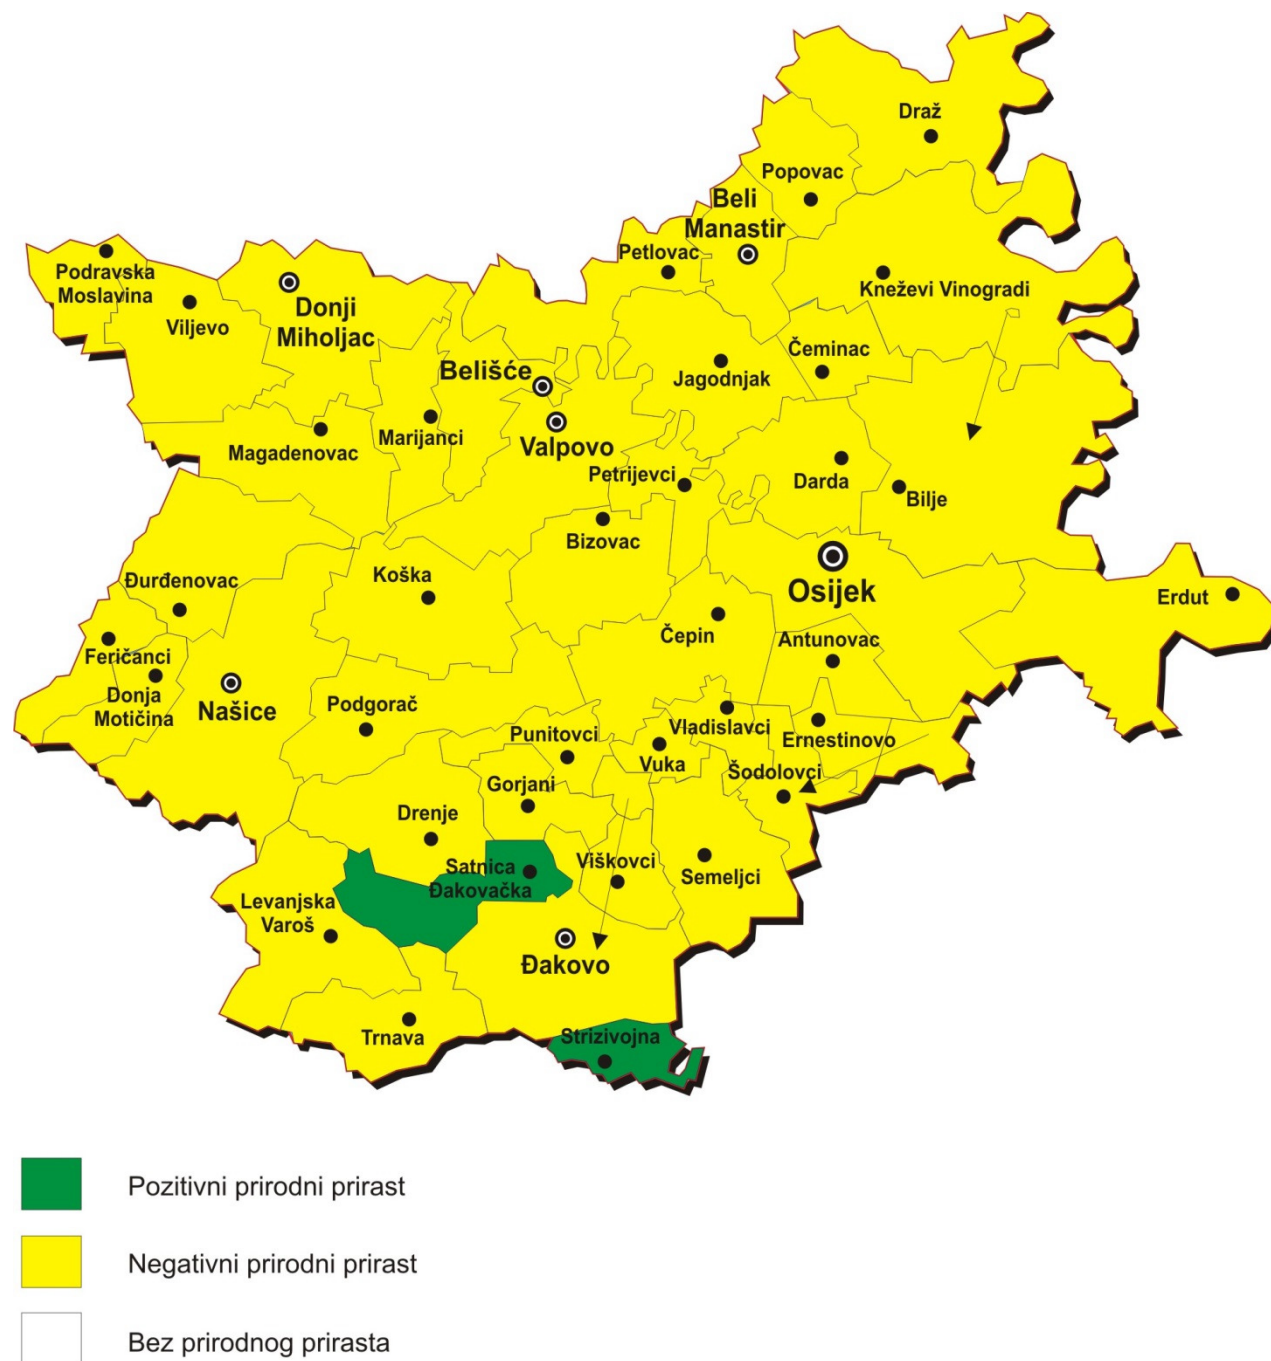 Draž
Popovac
Beli
Manastir
Petlovac
Kneževi Vinogradi
Podravska
Moslavina
Viljevo
Donji
Miholjac
Čeminac
Jagodnjak
Belišće
Marijanci
Valpovo
Magadenovac
Petrijevci
Darda
Bilje
Bizovac
Koška
Đurđenovac
Osijek
Erdut
Čepin
Antunovac
Feričanci
Donja
Motičina
Našice
Podgorač
Punitovci
Vladislavci
Ernestinovo
Vuka
Šodolovci
Gorjani
Drenje
Satnica
Đakovačka
Viškovci
Semeljci
Levanjska
Varoš
Đakovo
Trnava
Strizivojna
Pozitivni prirodni prirast
Negativni prirodni prirast
Bez prirodnog prirasta